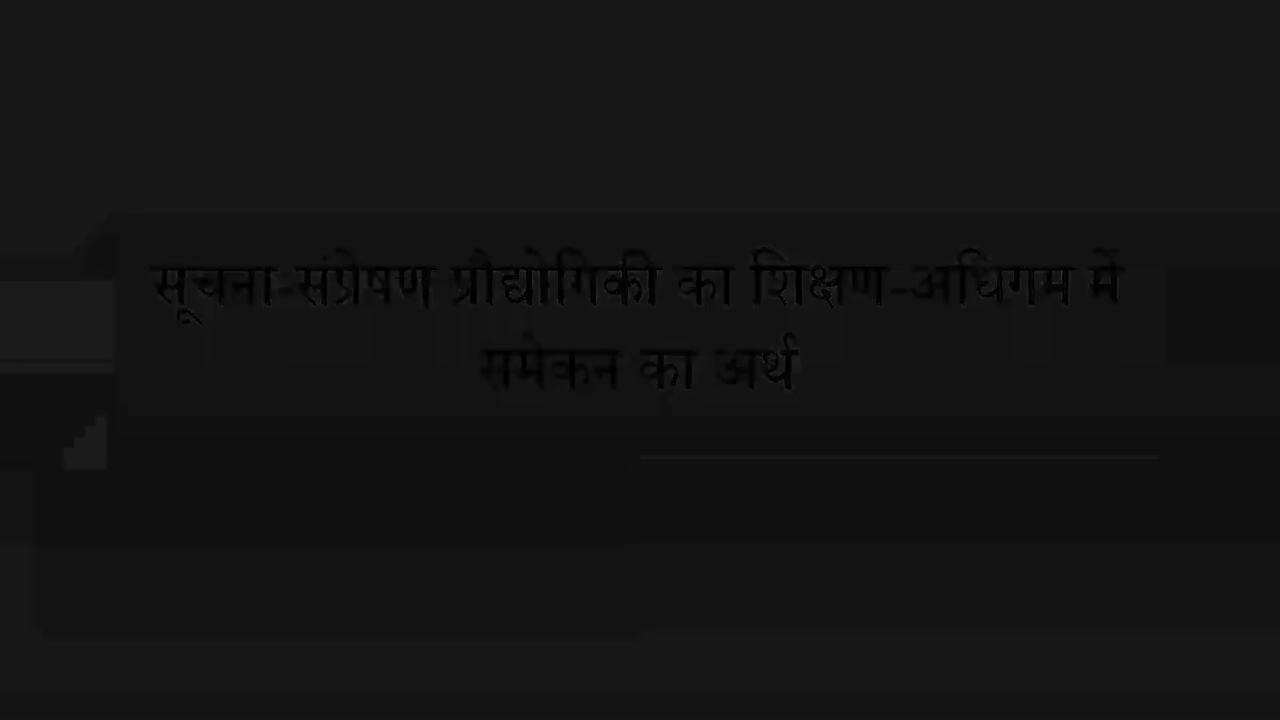 सूचना-संप्रेषण प्रौद्योगिकी का शिक्षण-अधिगम में
समेकन का अर्थ